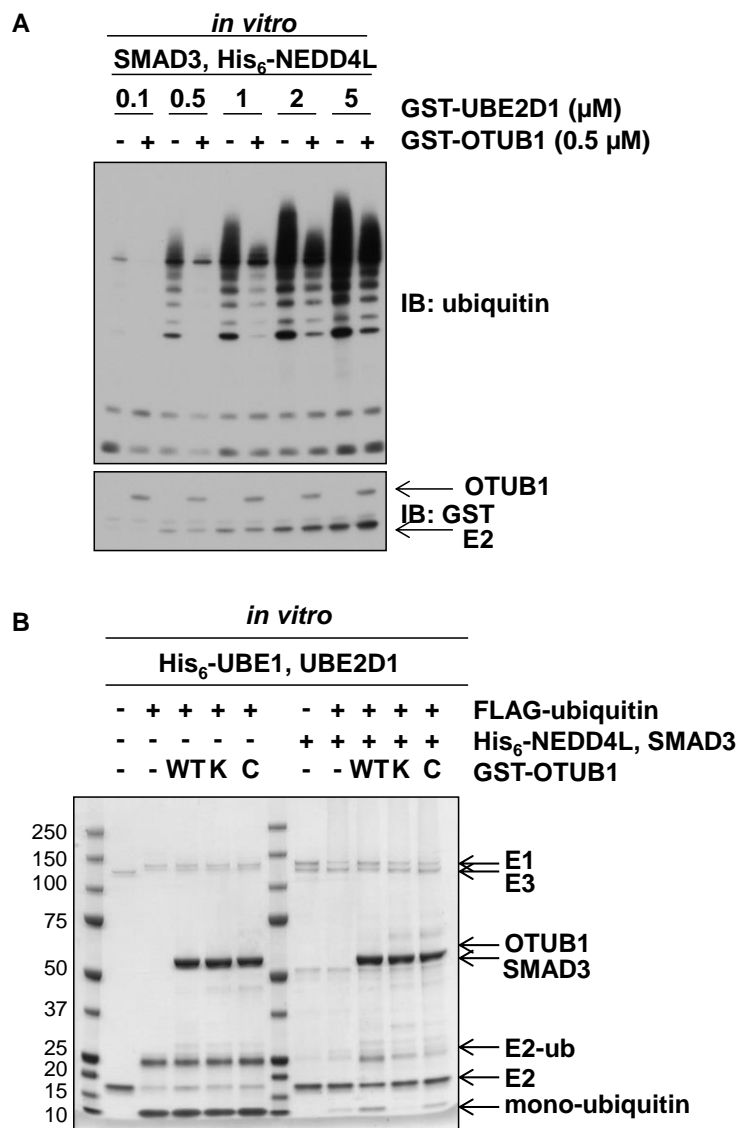 A
in vitro
SMAD3, His6-NEDD4L
0.1 0.5 1 2 5 GST-UBE2D1 (µM)
- + - + - + - + - + GST-OTUB1 (0.5 µM)
IB: ubiquitin
OTUB1
IB: GST
E2
B
in vitro
His6-UBE1, UBE2D1
- + + + + - + + + + FLAG-ubiquitin
- - - - - + + + + + His6-NEDD4L, SMAD3
- - WT K C - - WT K C GST-OTUB1
250
150
100
75
50
37
25
20
15
10
E1
E3
OTUB1
SMAD3
E2-ub
E2
mono-ubiquitin